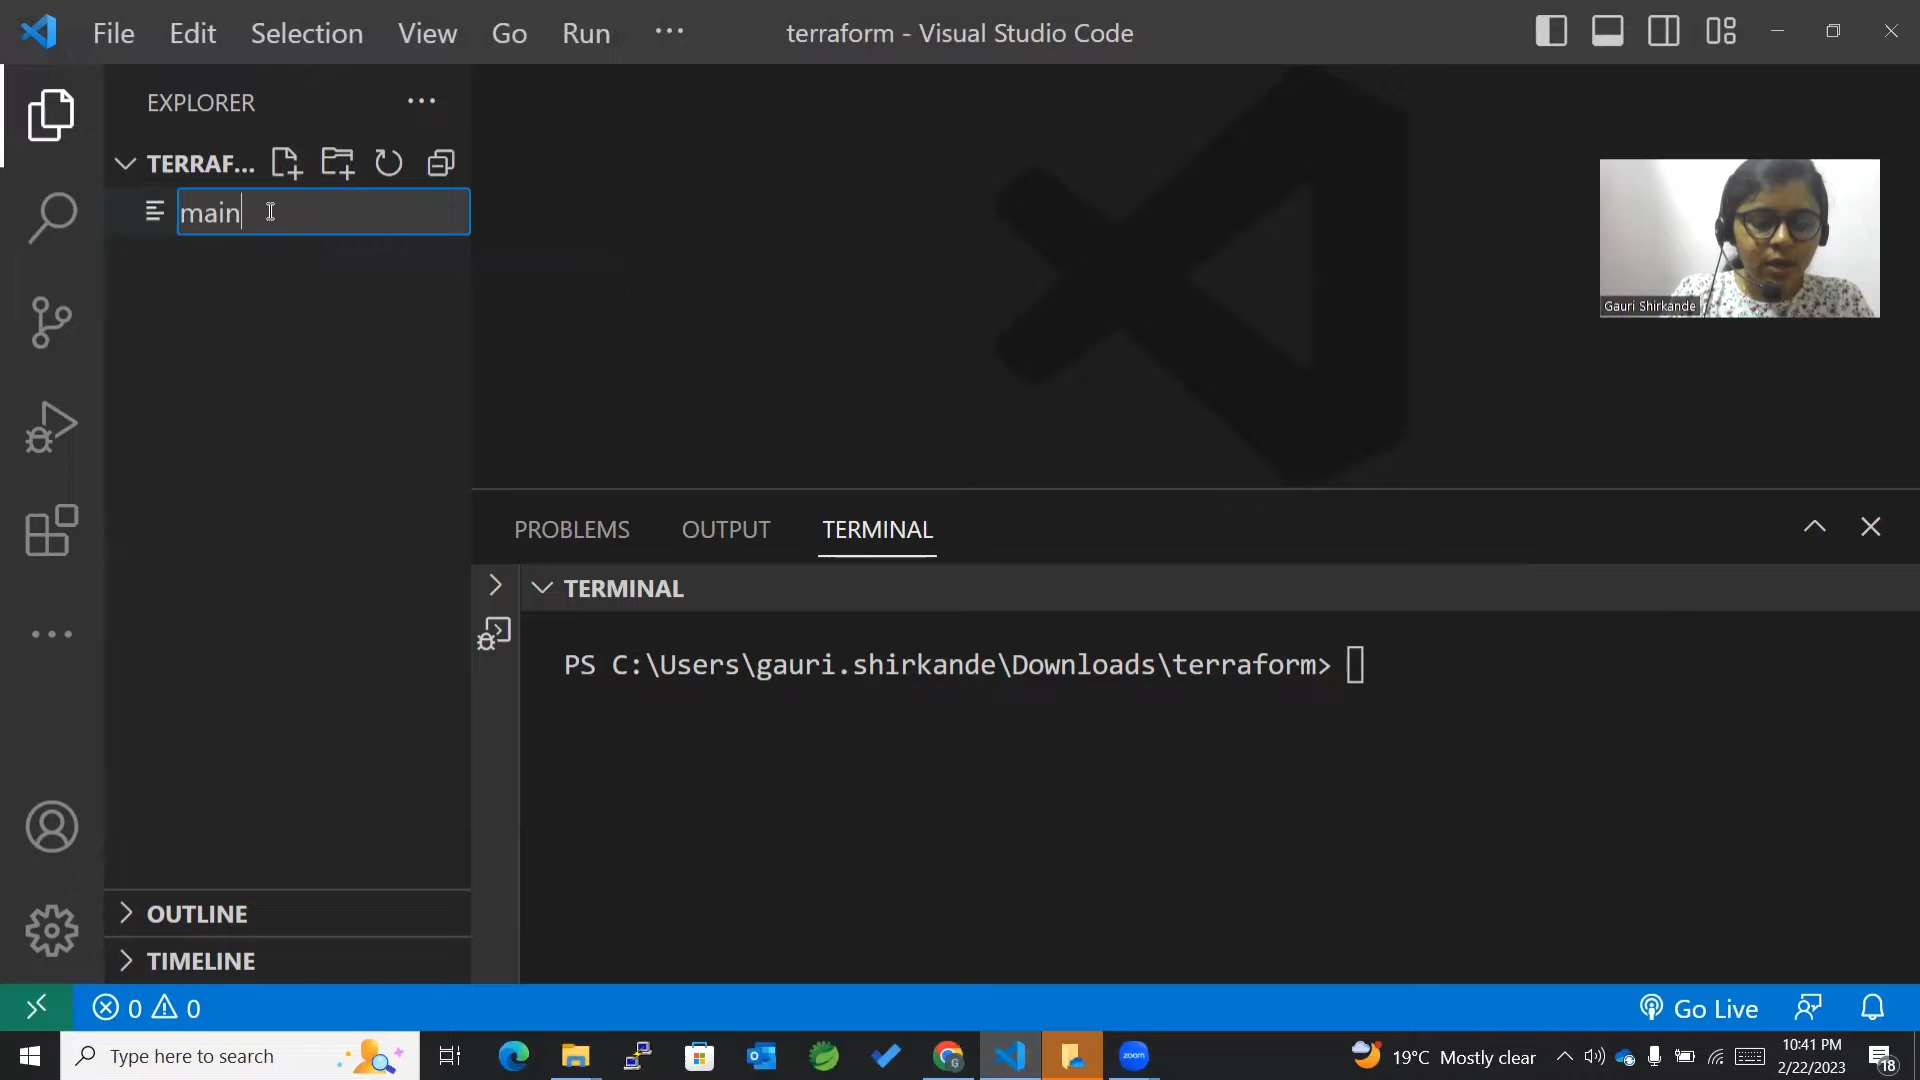 File Edit Selection View Go Run ···
terraform - Visual Studio Code
EXPLORER
TERRAF...
main
Gauri Shirkande
PROBLEMS OUTPUT TERMINAL
TERMINAL
PS C:\Users\gauri.shirkande\Downloads\terraform>
OUTLINE
TIMELINE
0 0
Go Live
Type here to search
zoom
19°C Mostly clear
10:41 PM
2/22/2023
18